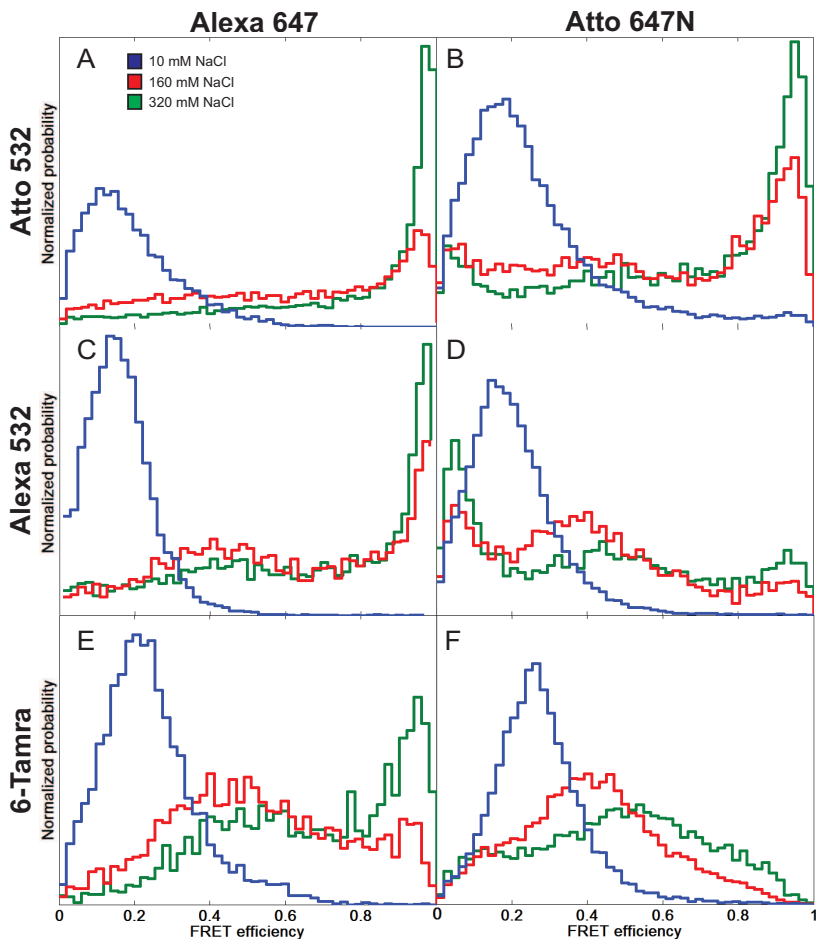 Alexa 647
Atto 647N
A
10 mM NaCl
160 mM NaCl
320 mM NaCl
B
Atto 532
Normalized probability
C
D
Alexa 532
Normalized probability
E
F
6-Tamra
Normalized probability
0 0.2 0.4 0.6 0.8 0 0.2 0.4 0.6 0.8 1
FRET efficiency
FRET efficiency